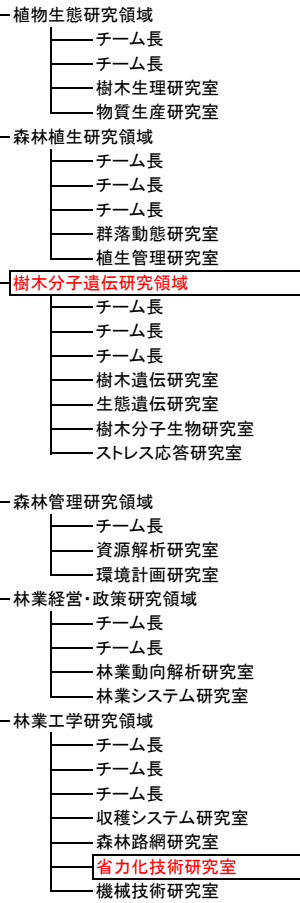 植物生態研究領域
チーム長
チーム長
樹木生理研究室
物質生産研究室
森林植生研究領域
チーム長
チーム長
チーム長
群落動態研究室
植生管理研究室
樹木分子遺伝研究領域
チーム長
チーム長
チーム長
樹木遺伝研究室
生態遺伝研究室
樹木分子生物研究室
ストレス応答研究室
森林管理研究領域
チーム長
資源解析研究室
環境計画研究室
林業経営・政策研究領域
チーム長
チーム長
林業動向解析研究室
林業システム研究室
林業工学研究領域
チーム長
チーム長
チーム長
収穫システム研究室
森林路網研究室
省力化技術研究室
機械技術研究室